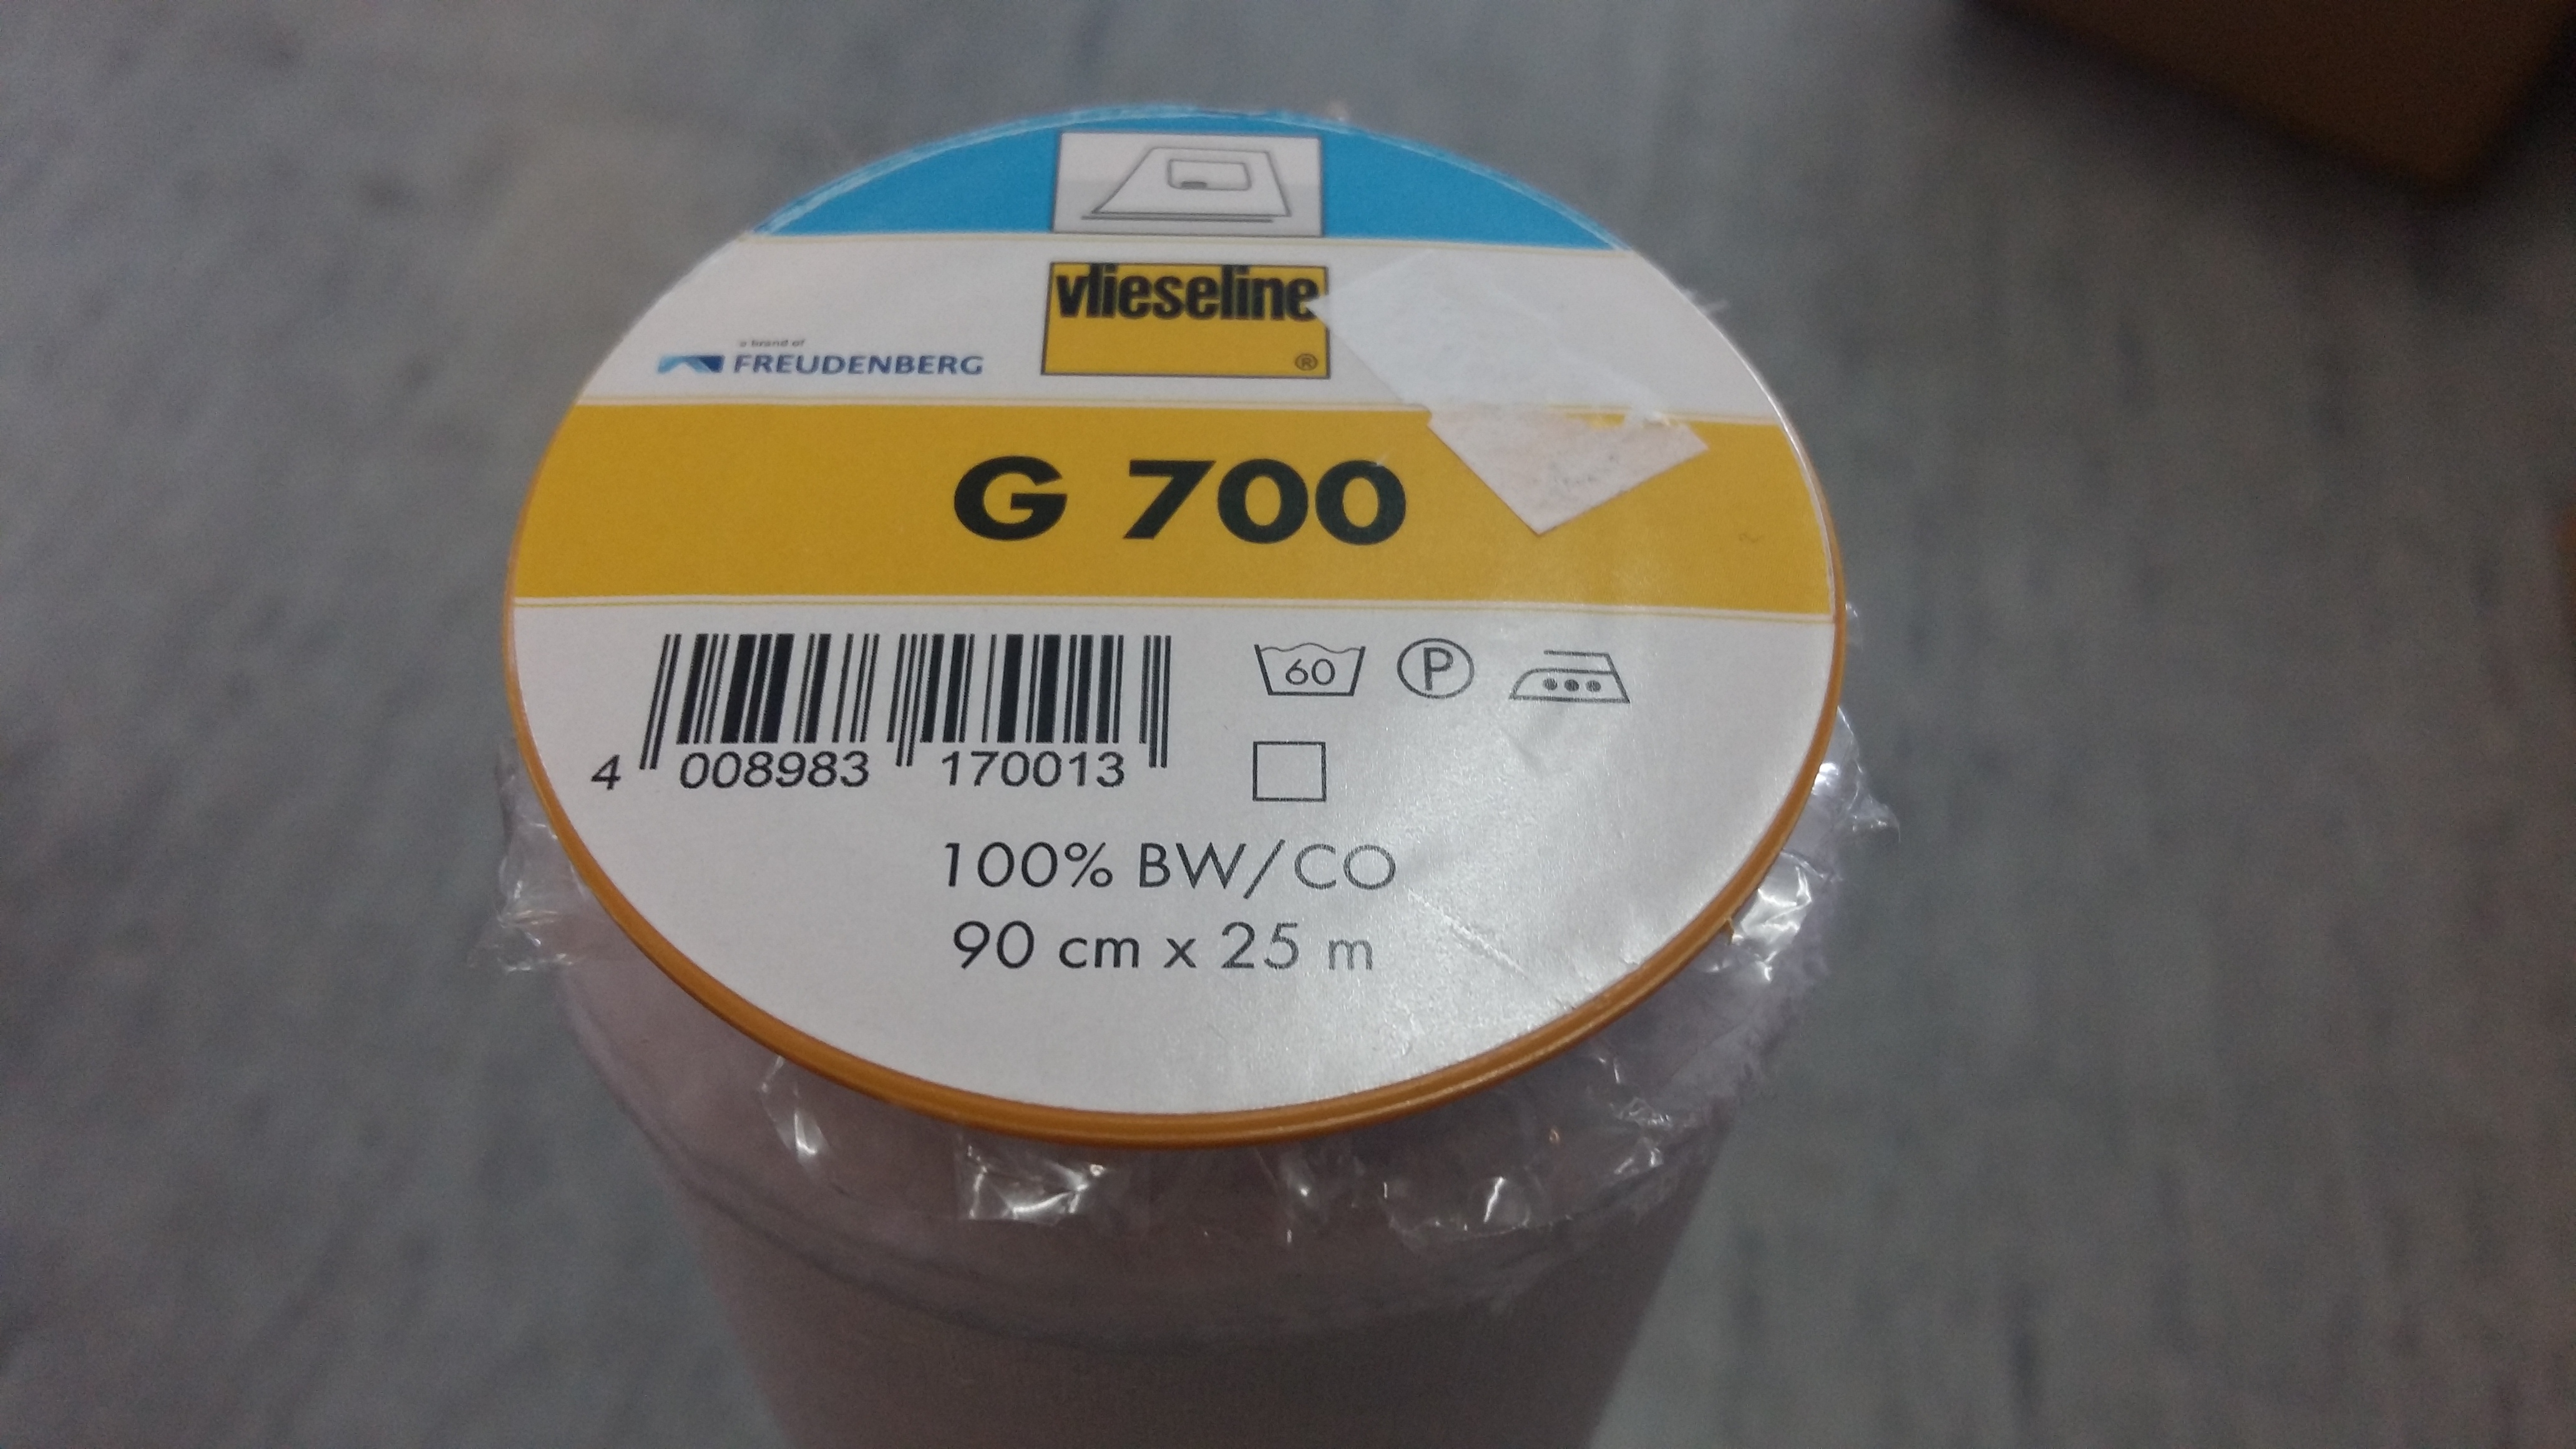 vlieseline
®
a brand of
FREUDENBERG
G 700
60 P
4 008983 170013
100% BW/CO
90 cm x 25 m